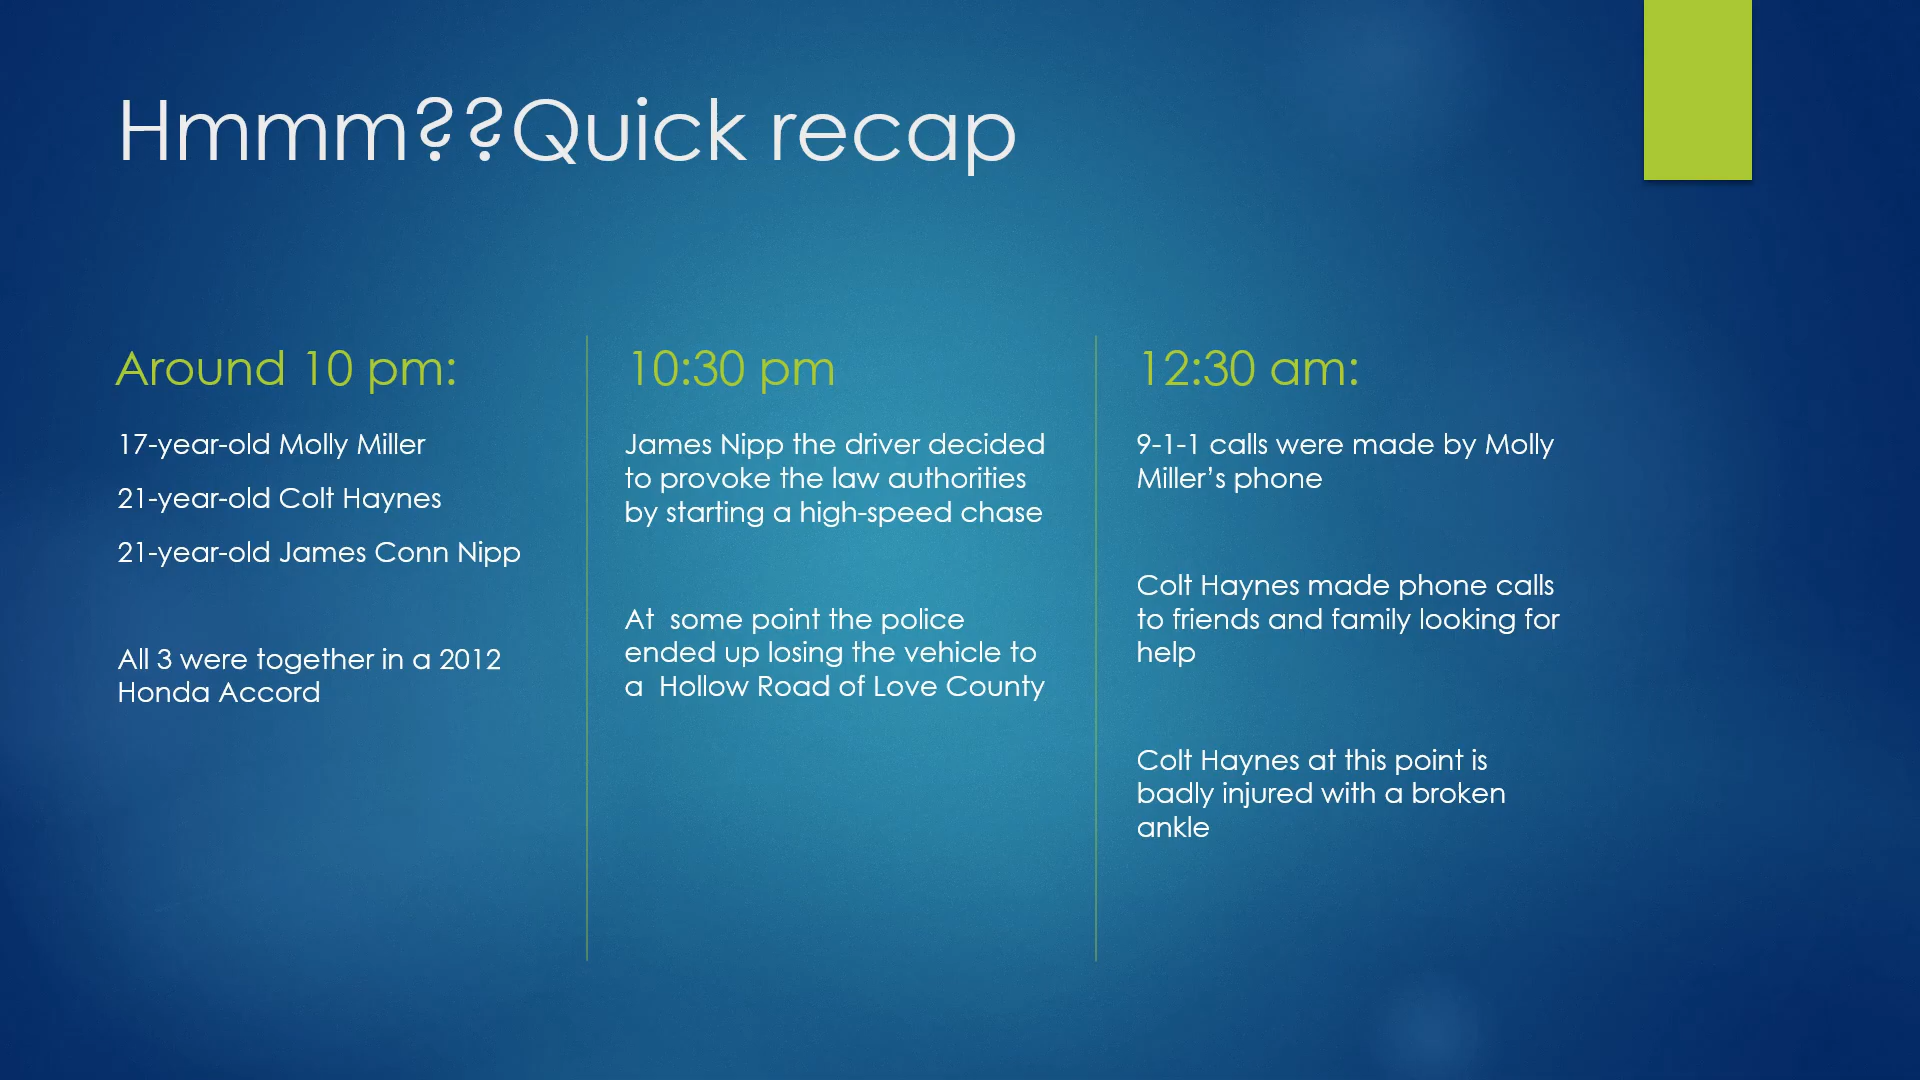 Hmmm??Quick recap
Around 10 pm:
17-year-old Molly Miller
21-year-old Colt Haynes
21-year-old James Conn Nipp
All 3 were together in a 2012
Honda Accord
10:30 pm
James Nipp the driver decided
to provoke the law authorities
by starting a high-speed chase
At  some point the police
ended up losing the vehicle to
a  Hollow Road of Love County
12:30 am:
9-1-1 calls were made by Molly
Miller’s phone
Colt Haynes made phone calls
to friends and family looking for
help
Colt Haynes at this point is
badly injured with a broken
ankle